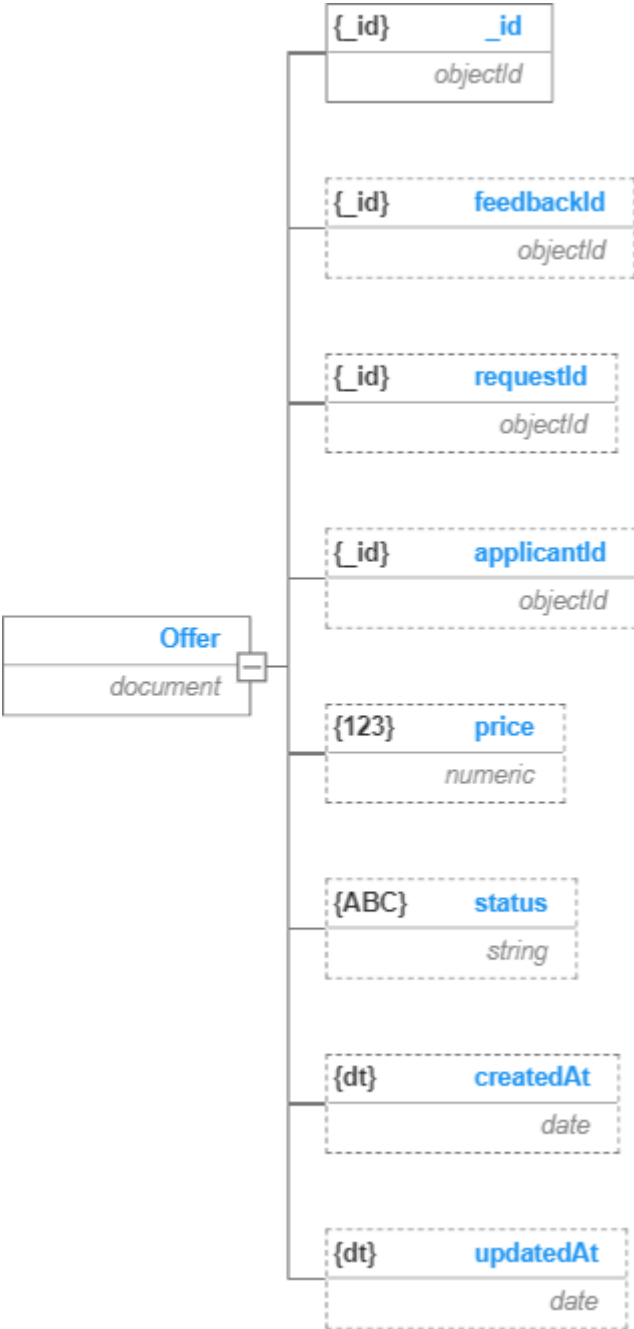 {_id} _id
objectId
{_id} feedbackId
objectId
{_id} requestId
objectId
{_id} applicantId
objectId
Offer
document
{123} price
numeric
{ABC} status
string
{dt} createdAt
date
{dt} updatedAt
date